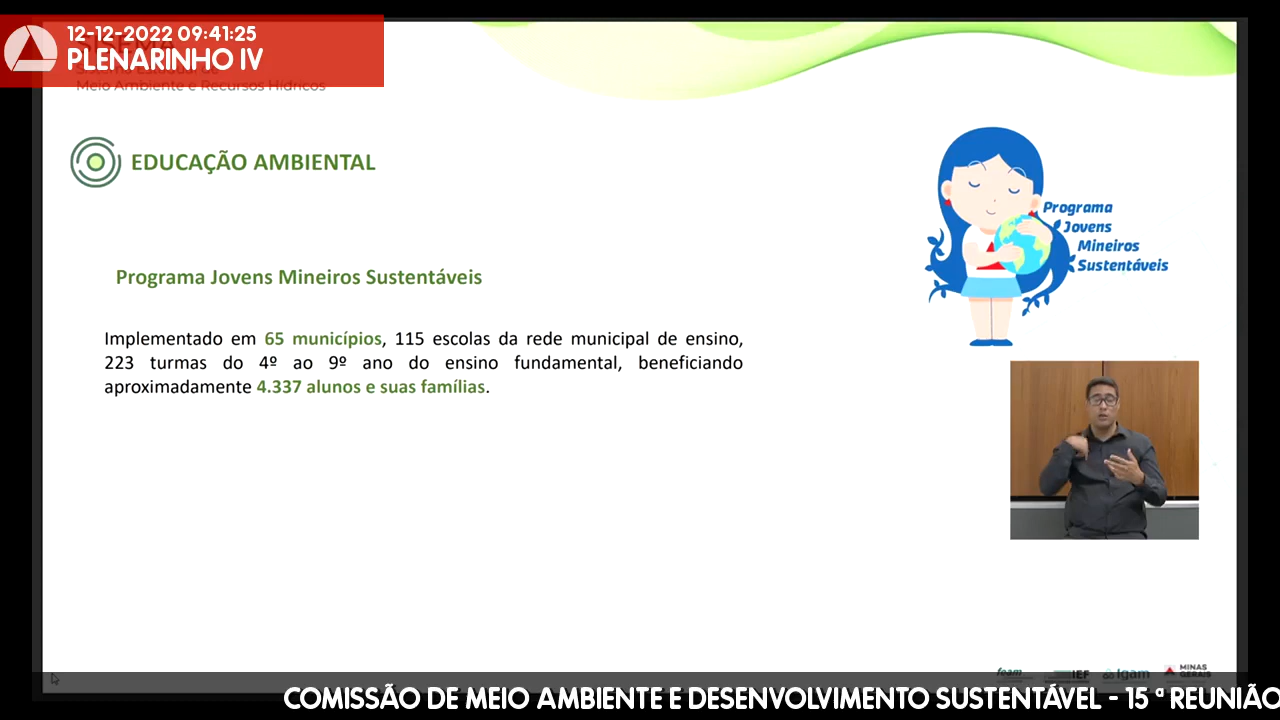 12-12-2022 09:41:25
PLENARINHO IV
Meio Ambiente e Recursos Hídricos
EDUCAÇÃO AMBIENTAL
Programa
Jovens
Mineiros
Sustentáveis
Programa Jovens Mineiros Sustentáveis
Implementado em 65 municípios, 115 escolas da rede municipal de ensino,
223 turmas do 4º ao 9º ano do ensino fundamental, beneficiando
aproximadamente 4.337 alunos e suas famílias.
feam
IEF
Igam
MINAS
GERAIS
COMISSÃO DE MEIO AMBIENTE E DESENVOLVIMENTO SUSTENTÁVEL - 15 ª REUNIÃO